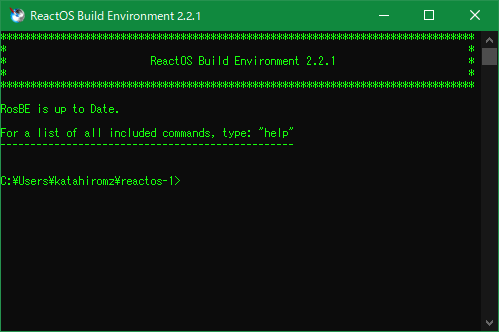 ReactOS Build Environment 2.2.1
*******************************************************************************
*                                                                             *
*                        ReactOS Build Environment 2.2.1                      *
*                                                                             *
*******************************************************************************
RosBE is up to Date.
For a list of all included commands, type: "help"
-------------------------------------------------
C:¥Users¥katahiromz¥reactos-1>